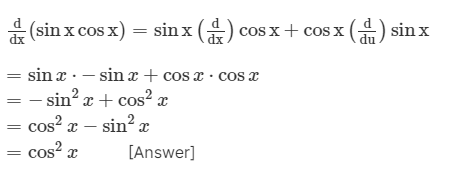 d/dx (sin x cos x) = sin x (d/dx) cos x + cos x (d/du) sin x
= sin x · − sin x + cos x · cos x
= − sin² x + cos² x
= cos² x − sin² x
= cos² x [Answer]